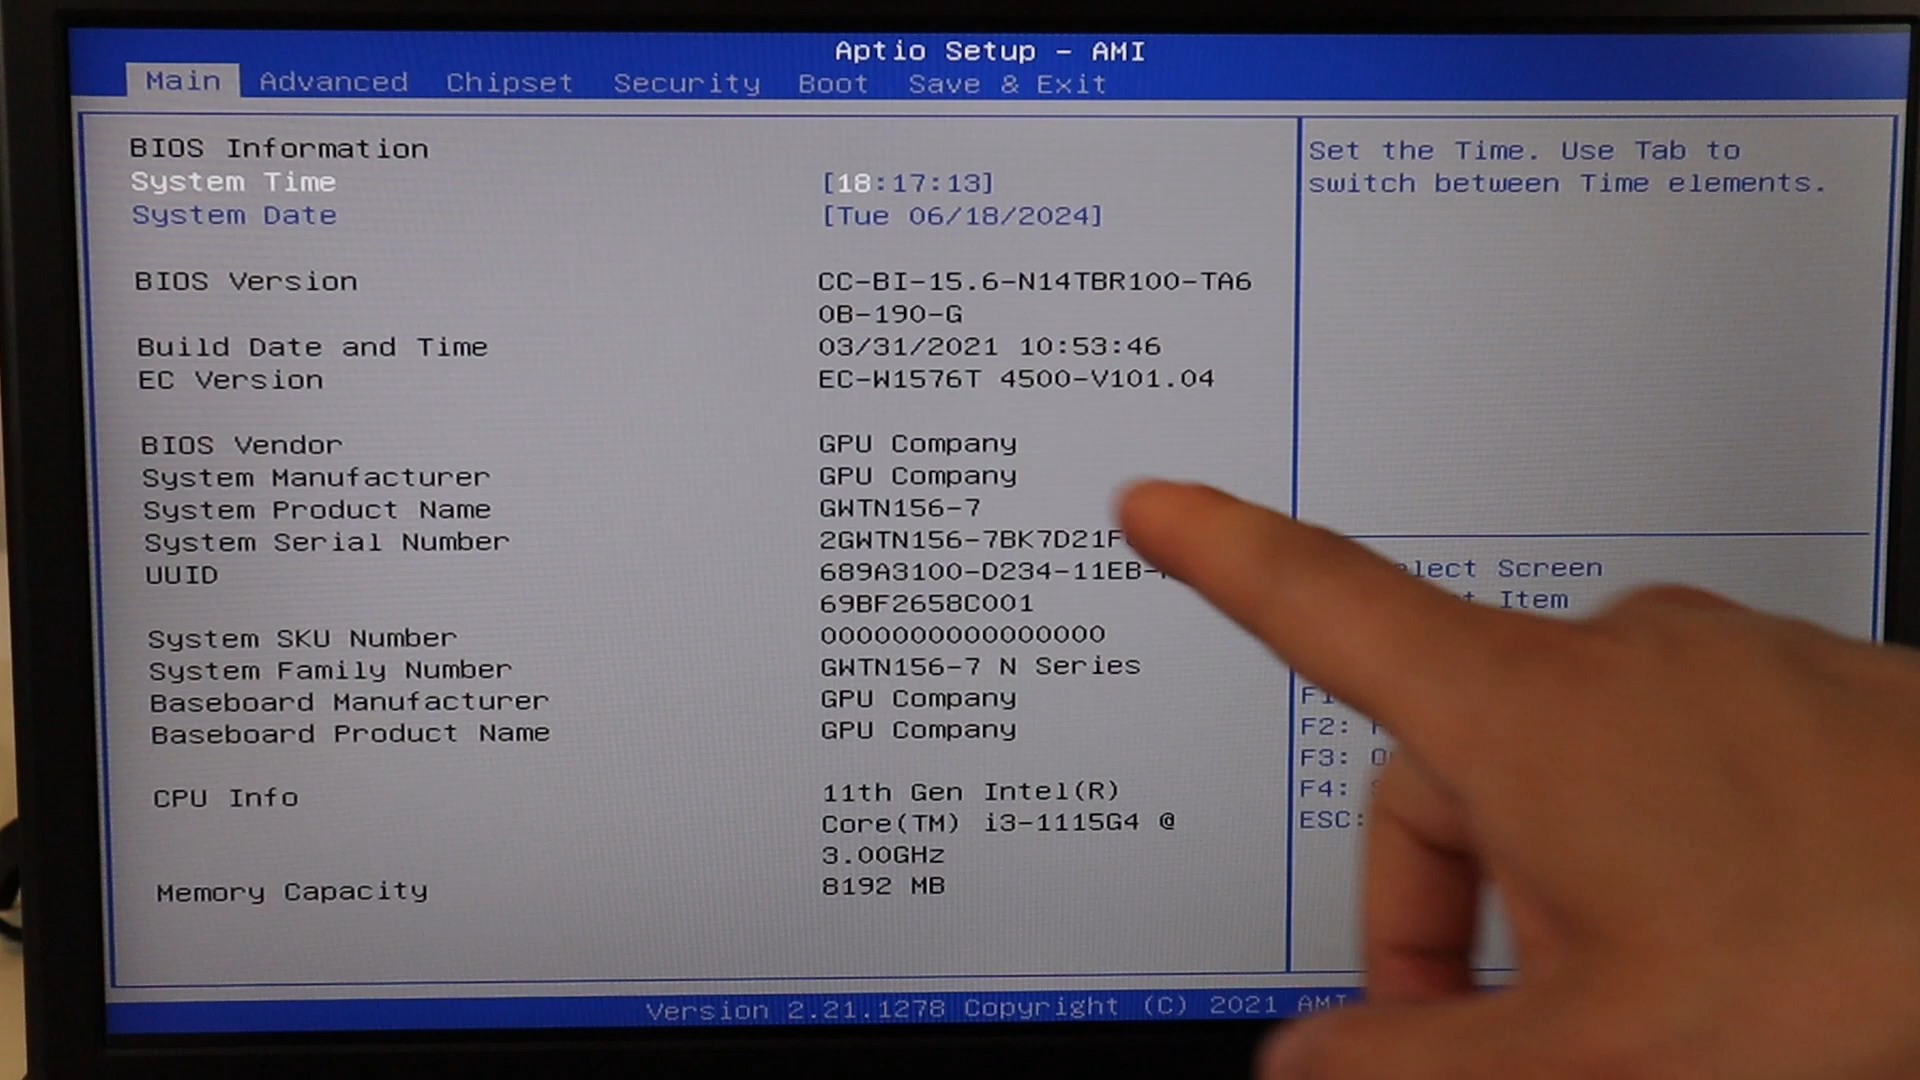 Aptio Setup - AMI
Main Advanced Chipset Security Boot Save & Exit
BIOS Information
System Time [18:17:13]
System Date [Tue 06/18/2024]
BIOS Version CC-BI-15.6-N14TBR100-TA6
0B-190-G
Build Date and Time 03/31/2021 10:53:46
EC Version EC-W1576T 4500-V101.04
BIOS Vendor GPU Company
System Manufacturer GPU Company
System Product Name GWTN156-7
System Serial Number 2GWTN156-7BK7D21F
UUID 689A3100-D234-11EB-
69BF2658C001
System SKU Number 0000000000000000
System Family Number GWTN156-7 N Series
Baseboard Manufacturer GPU Company
Baseboard Product Name GPU Company
CPU Info 11th Gen Intel(R)
Core(TM) i3-1115G4 @
3.00GHz
Memory Capacity 8192 MB
Set the Time. Use Tab to
switch between Time elements.
Screen
Item
F2:
F3:
F4:
ESC:
Version 2.21.1278 Copyright (C) 2021 AMI